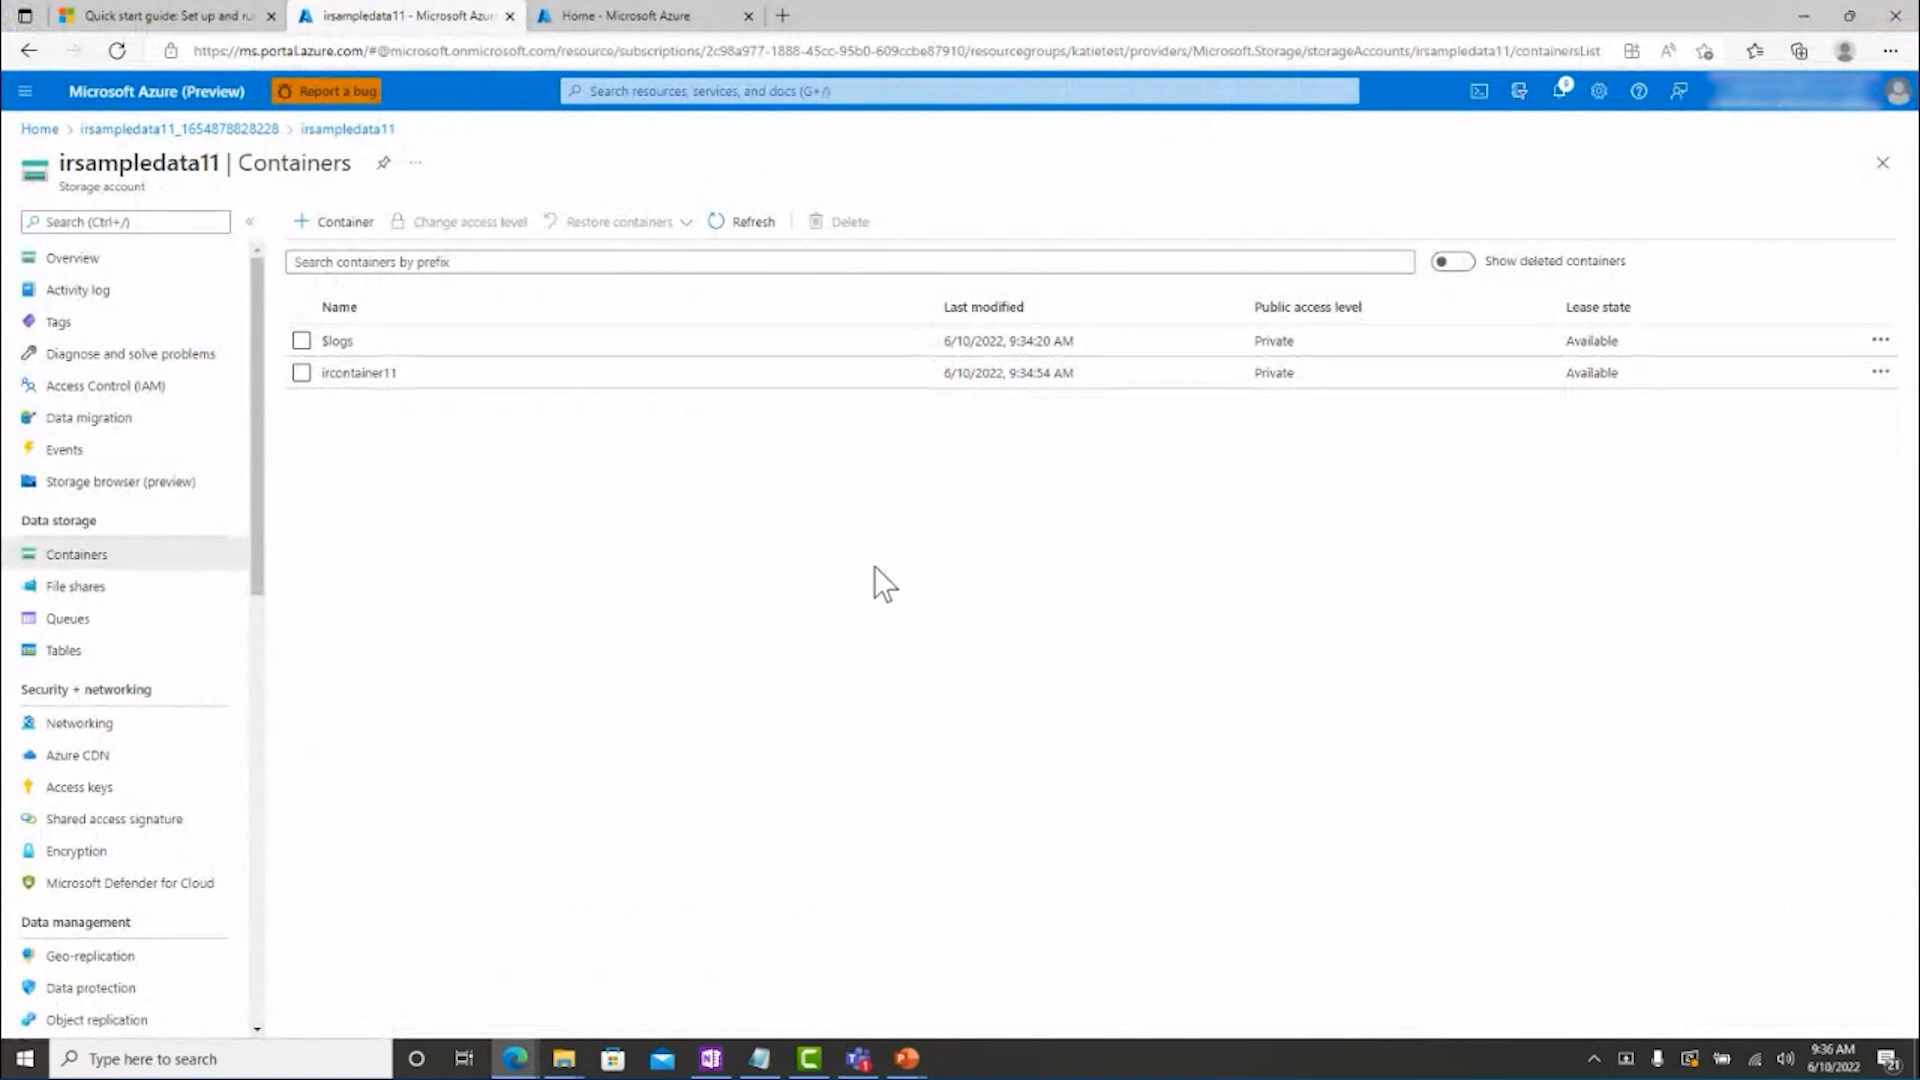 Quick start guide: Set up and ru
irsampledata11 - Microsoft Azur
Home - Microsoft Azure
https://ms.portal.azure.com/#@microsoft.onmicrosoft.com/resource/subscriptions/2c98a977-1888-45cc-95b0-609ccbe87910/resourcegroups/katietest/providers/Microsoft.Storage/storageAccounts/irsampledata11/containersList
Microsoft Azure (Preview)
Report a bug
Search resources, services, and docs (G+/)
Home > irsampledata11_1654878828228 > irsampledata11
irsampledata11 | Containers
Storage account
Search (Ctrl+/)
Overview
Activity log
Tags
Diagnose and solve problems
Access Control (IAM)
Data migration
Events
Storage browser (preview)
Data storage
Containers
File shares
Queues
Tables
Security + networking
Networking
Azure CDN
Access keys
Shared access signature
Encryption
Microsoft Defender for Cloud
Data management
Geo-replication
Data protection
Object replication
+ Container
Change access level
Restore containers
Refresh
Delete
Search containers by prefix
Show deleted containers
Name Last modified Public access level Lease state
$logs 6/10/2022, 9:34:20 AM Private Available
ircontainer11 6/10/2022, 9:34:54 AM Private Available
Type here to search
9:36 AM
6/10/2022
21